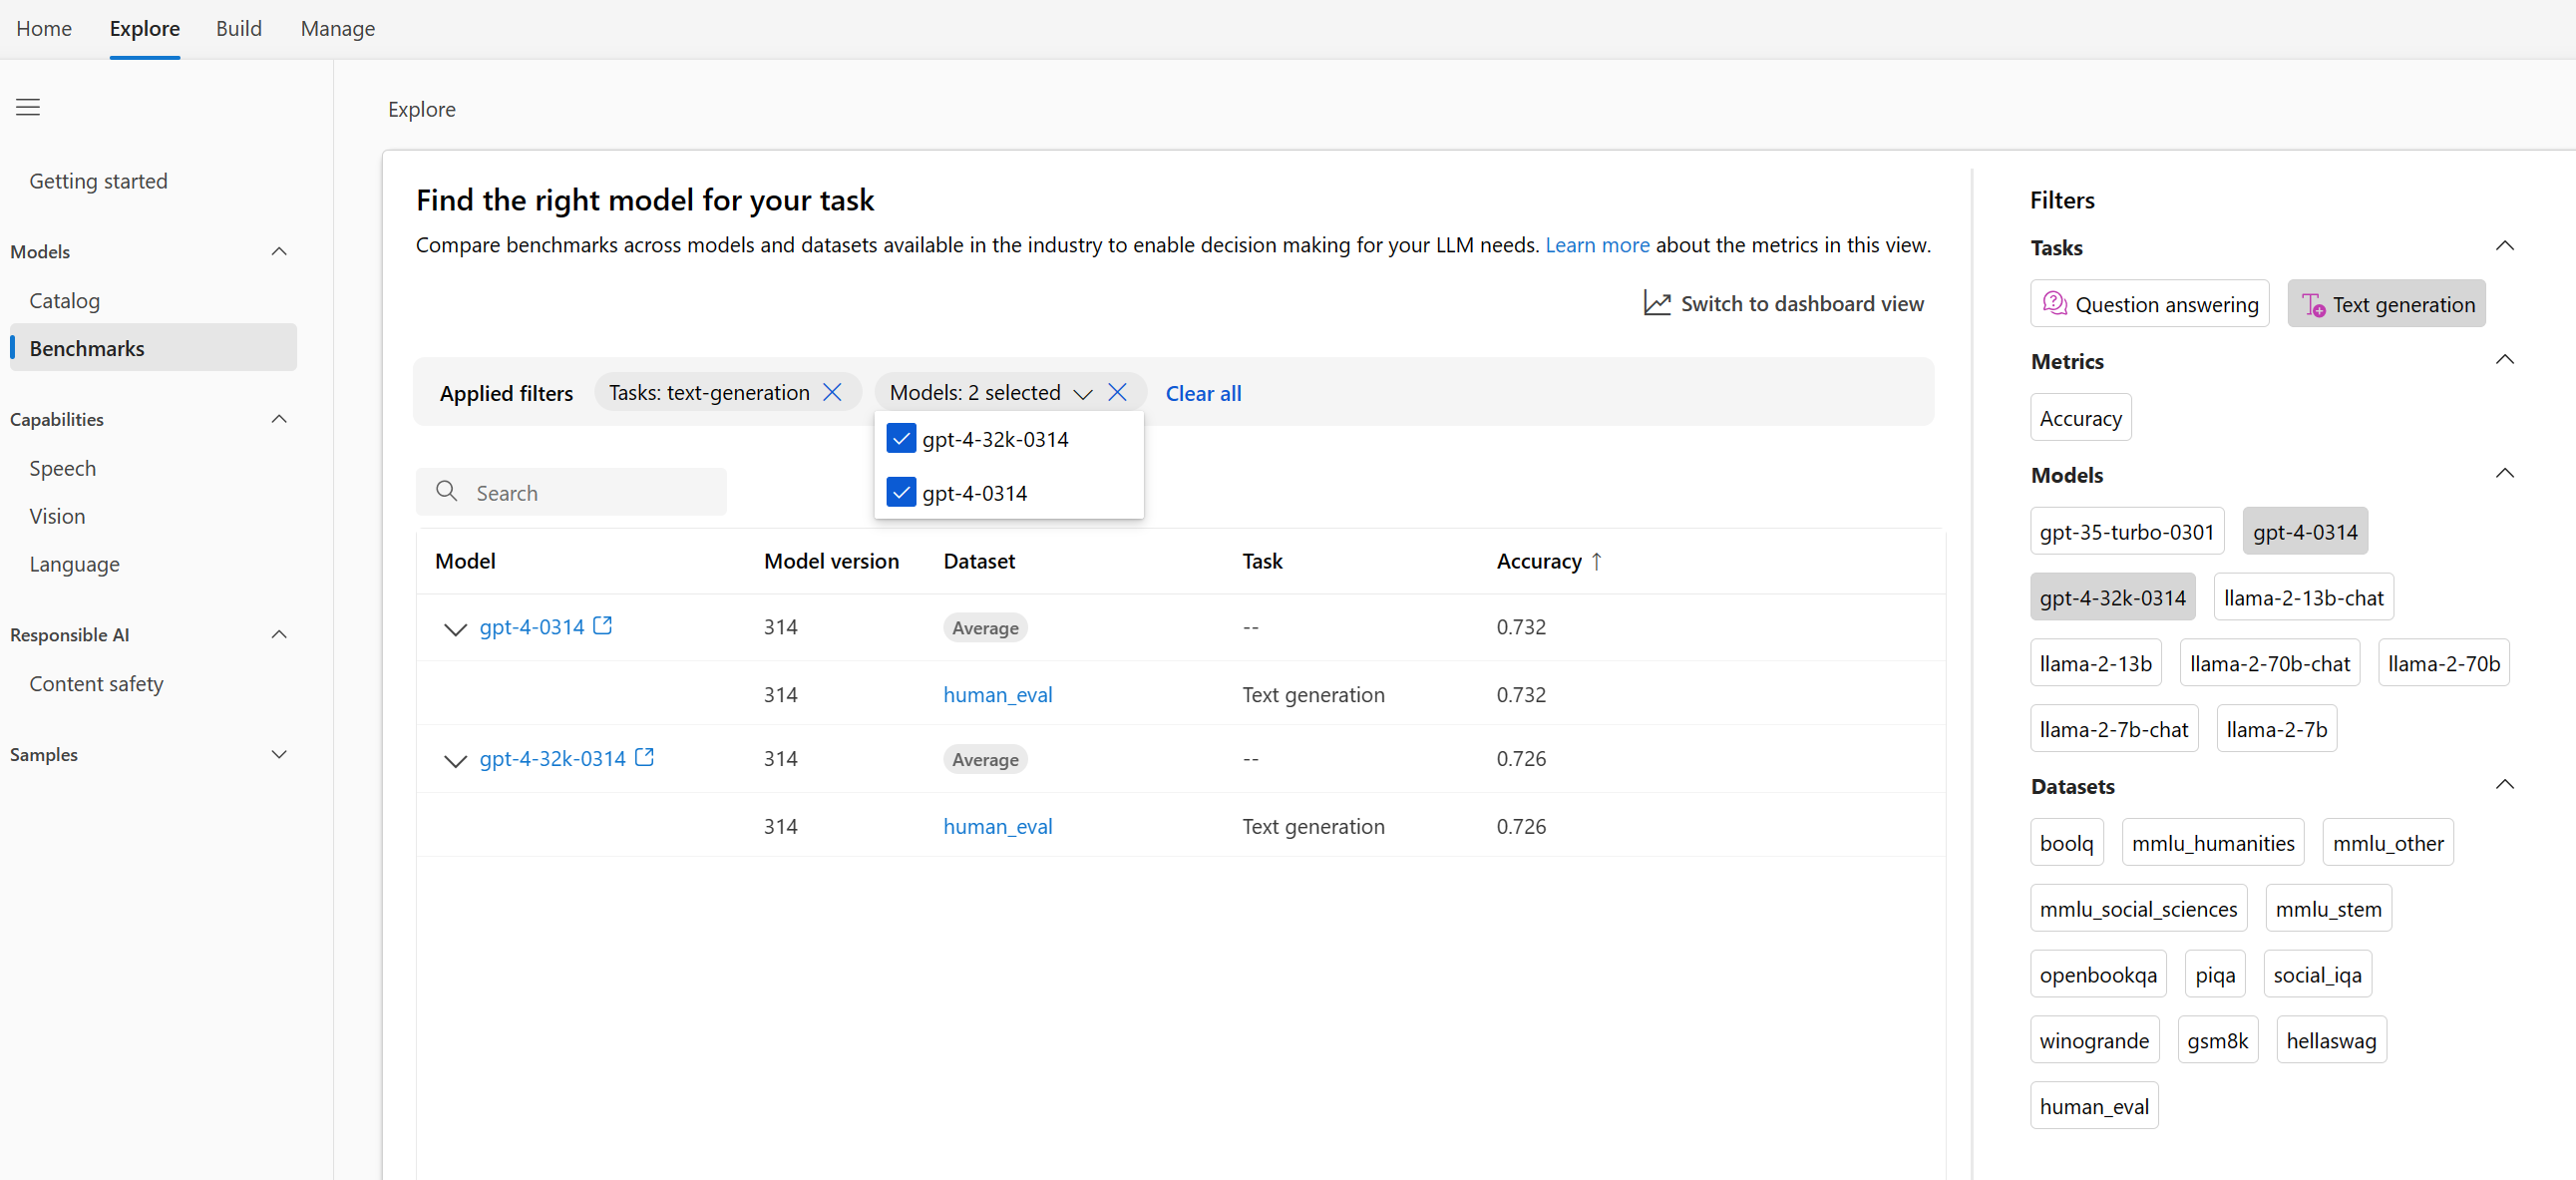 Home Explore Build Manage
Getting started
Models
Catalog
Benchmarks
Capabilities
Speech
Vision
Language
Responsible AI
Content safety
Samples
Explore
Find the right model for your task
Compare benchmarks across models and datasets available in the industry to enable decision making for your LLM needs. Learn more about the metrics in this view.
Switch to dashboard view
Applied filters Tasks: text-generation Models: 2 selected Clear all
gpt-4-32k-0314
gpt-4-0314
Search
Model Model version Dataset Task Accuracy ↑
gpt-4-0314 314 Average -- 0.732
314 human_eval Text generation 0.732
gpt-4-32k-0314 314 Average -- 0.726
314 human_eval Text generation 0.726
Filters
Tasks
Question answering Text generation
Metrics
Accuracy
Models
gpt-35-turbo-0301 gpt-4-0314
gpt-4-32k-0314 llama-2-13b-chat
llama-2-13b llama-2-70b-chat llama-2-70b
llama-2-7b-chat llama-2-7b
Datasets
boolq mmlu_humanities mmlu_other
mmlu_social_sciences mmlu_stem
openbookqa piqa social_iqa
winogrande gsm8k hellaswag
human_eval